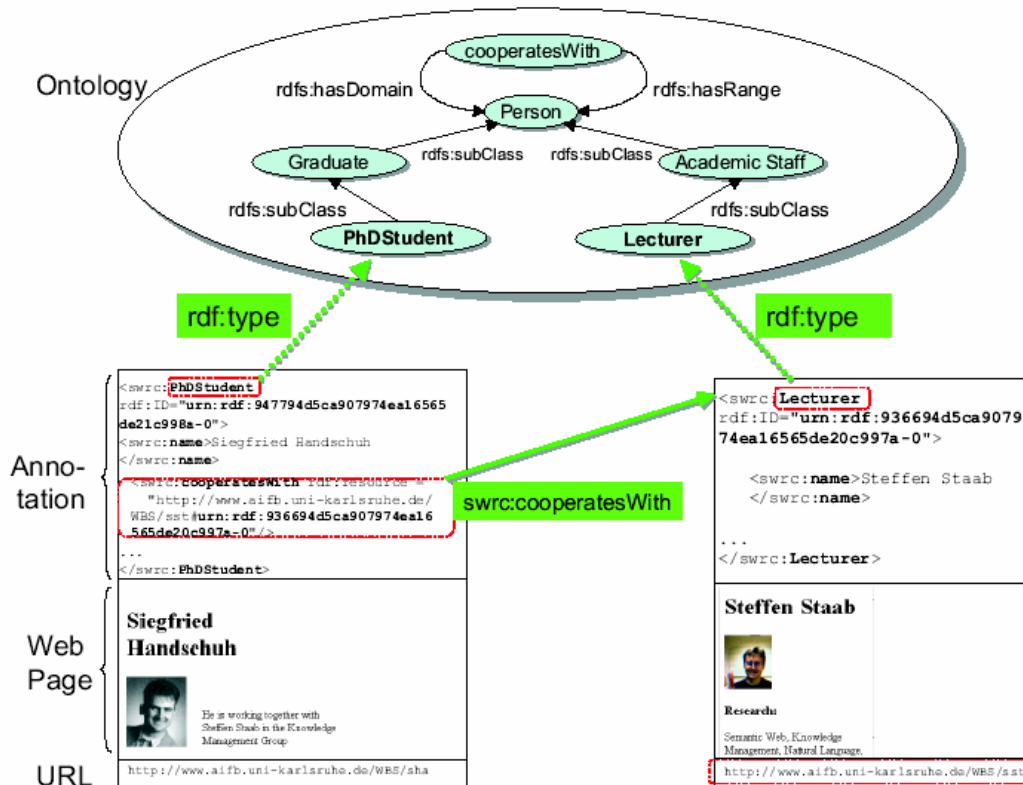 cooperatesWith
Ontology
rdfs:hasDomain
rdfs:hasRange
Person
Graduate
rdfs:subClass
rdfs:subClass
Academic Staff
rdfs:subClass
rdfs:subClass
PhDStudent
Lecturer
rdf:type
rdf:type
<swrc:PhDStudent
rdf:ID="urn:rdf:947794d5ca907974ea16565
de21c998a-0">
<swrc:name>Siegfried Handschuh
</swrc:name>
<swrc:cooperatesWith rdf:resource =
"http://www.aifb.uni-karlsruhe.de/
WBS/sst#urn:rdf:936694d5ca907974ea16
565de20c997a-0"/>
...
</swrc:PhDStudent>
Anno-
tation
swrc:cooperatesWith
<swrc:Lecturer
rdf:ID="urn:rdf:936694d5ca9079
74ea16565de20c997a-0">
<swrc:name>Steffen Staab
</swrc:name>
...
</swrc:Lecturer>
Web
Page
Siegfried
Handschuh
He is working together with
Steffen Staab in the Knowledge
Management Group
Steffen Staab
Research:
Semantic Web, Knowledge
Management, Natural Language,
URL
http://www.aifb.uni-karlsruhe.de/WBS/sha
http://www.aifb.uni-karlsruhe.de/WBS/sst